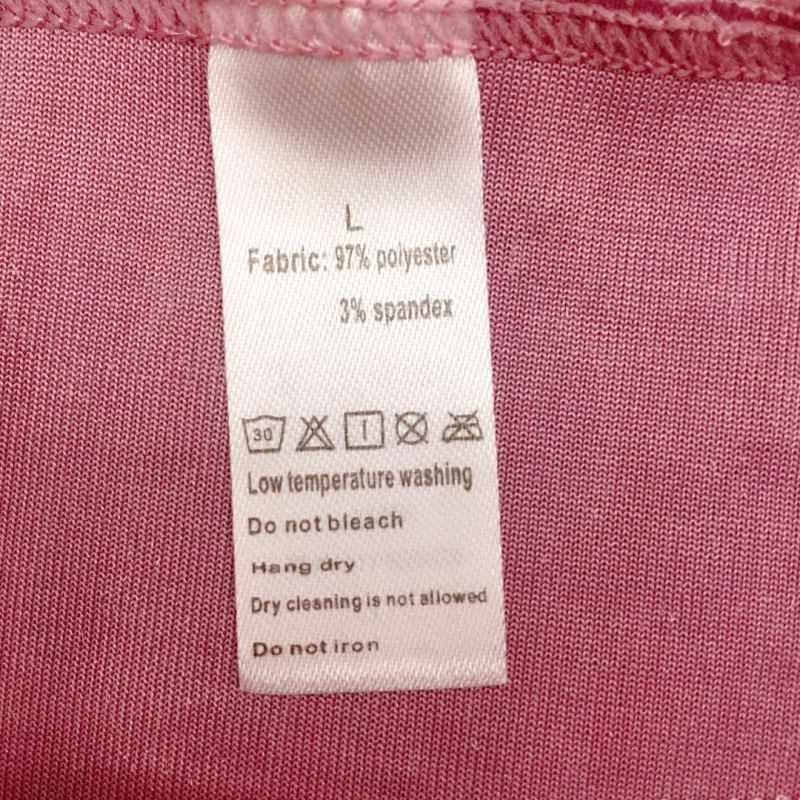 L
Fabric: 97% polyester
3% spandex
30
Low temperature washing
Do not bleach
Hang dry
Dry cleaning is not allowed
Do not iron